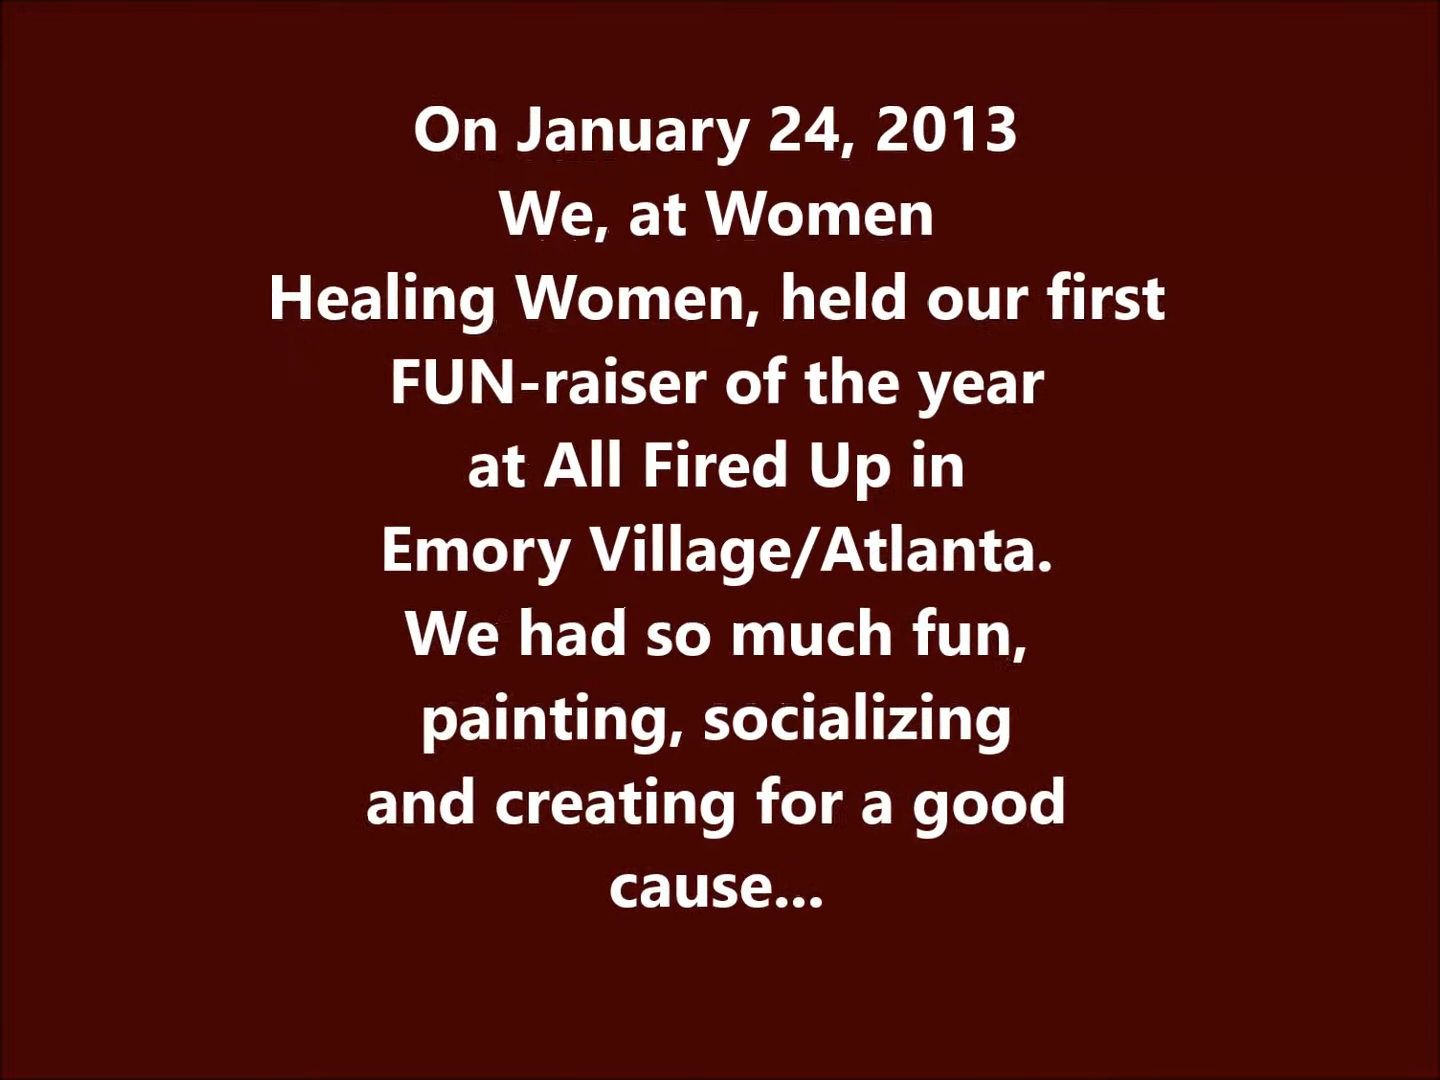 On January 24, 2013
We, at Women
Healing Women, held our first
FUN-raiser of the year
at All Fired Up in
Emory Village/Atlanta.
We had so much fun,
painting, socializing
and creating for a good
cause...